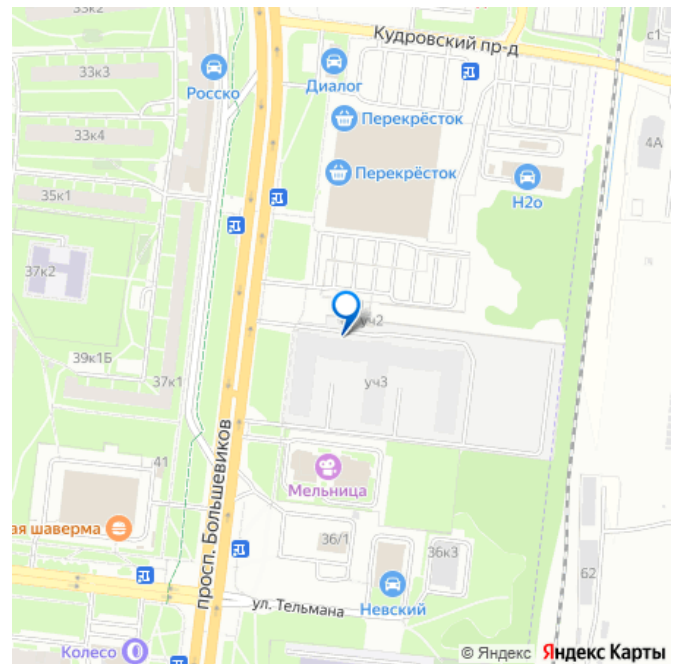 33к2
Кудровский пр-д
с1
33к3
Росско
Диалог
33к4
Перекрёсток
4А
35к1
Перекрёсток
H2o
37к2
уч2
39к1Б
37к1
уч3
просп. Большевиков
41
Мельница
ая шаверма
36/1
36к3
62
ул. Тельмана
Невский
Колесо
© Яндекс Яндекс Карты